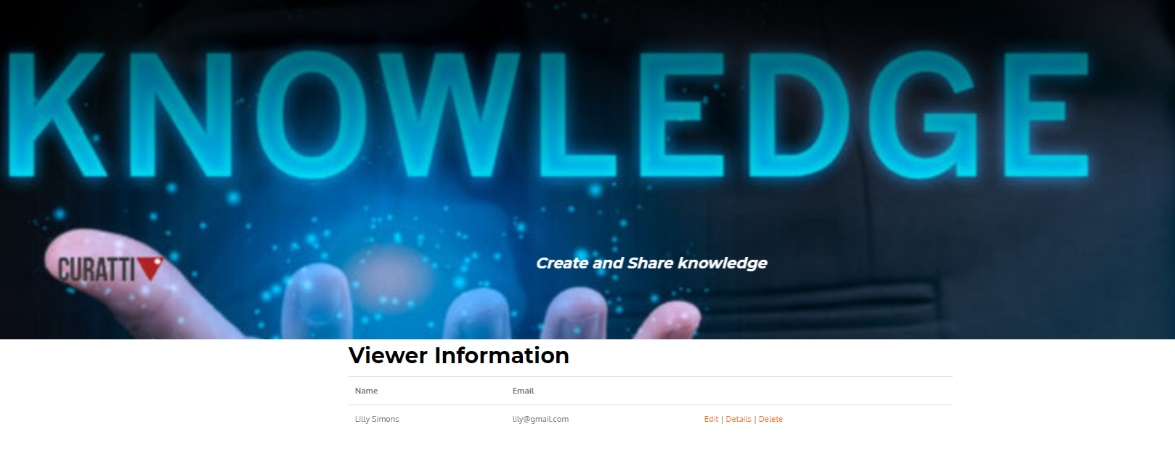 KNOWLEDGE
CURATTI
Create and Share knowledge
Viewer Information
Name Email
Lilly Simons lily@gmail.com Edit | Details | Delete